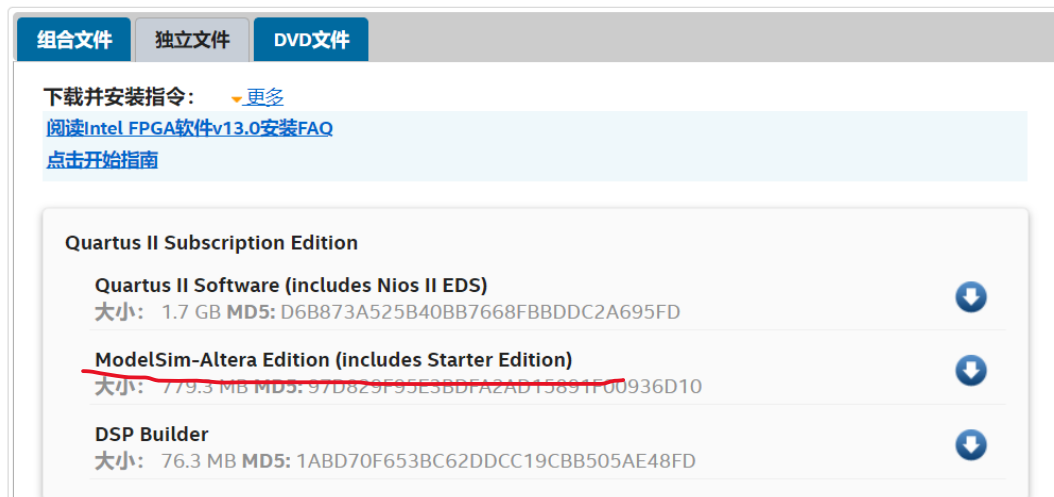 组合文件 独立文件 DVD文件
下载并安装指令： 更多
阅读Intel FPGA软件v13.0安装FAQ
点击开始指南
Quartus II Subscription Edition
Quartus II Software (includes Nios II EDS)
大小： 1.7 GB MD5: D6B873A525B40BB7668FBBDDC2A695FD
ModelSim-Altera Edition (includes Starter Edition)
大小： 779.3 MB MD5: 97D829F95E3BDFA2AD15891F00936D10
DSP Builder
大小： 76.3 MB MD5: 1ABD70F653BC62DDCC19CBB505AE48FD